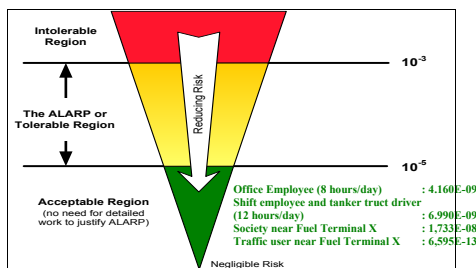 Intolerable
Region
10-3
Reducing Risk
The ALARP or
Tolerable Region
10-5
Acceptable Region
(no need for detailed
work to justify ALARP)
Office Employee (8 hours/day) : 4.160E-09
Shift employee and tanker truct driver
(12 hours/day) : 6.990E-09
Society near Fuel Terminal X : 1,733E-08
Traffic user near Fuel Terminal X : 6,595E-13
Negligible Risk